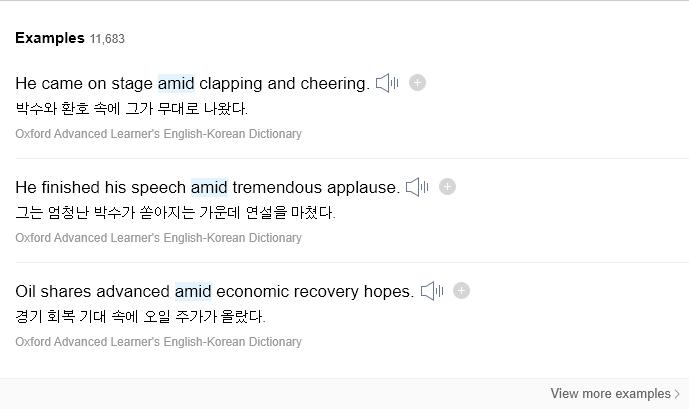 Examples 11,683
He came on stage amid clapping and cheering.
박수와 환호 속에 그가 무대로 나왔다.
Oxford Advanced Learner's English-Korean Dictionary
He finished his speech amid tremendous applause.
그는 엄청난 박수가 쏟아지는 가운데 연설을 마쳤다.
Oxford Advanced Learner's English-Korean Dictionary
Oil shares advanced amid economic recovery hopes.
경기 회복 기대 속에 오일 주가가 올랐다.
Oxford Advanced Learner's English-Korean Dictionary
View more examples